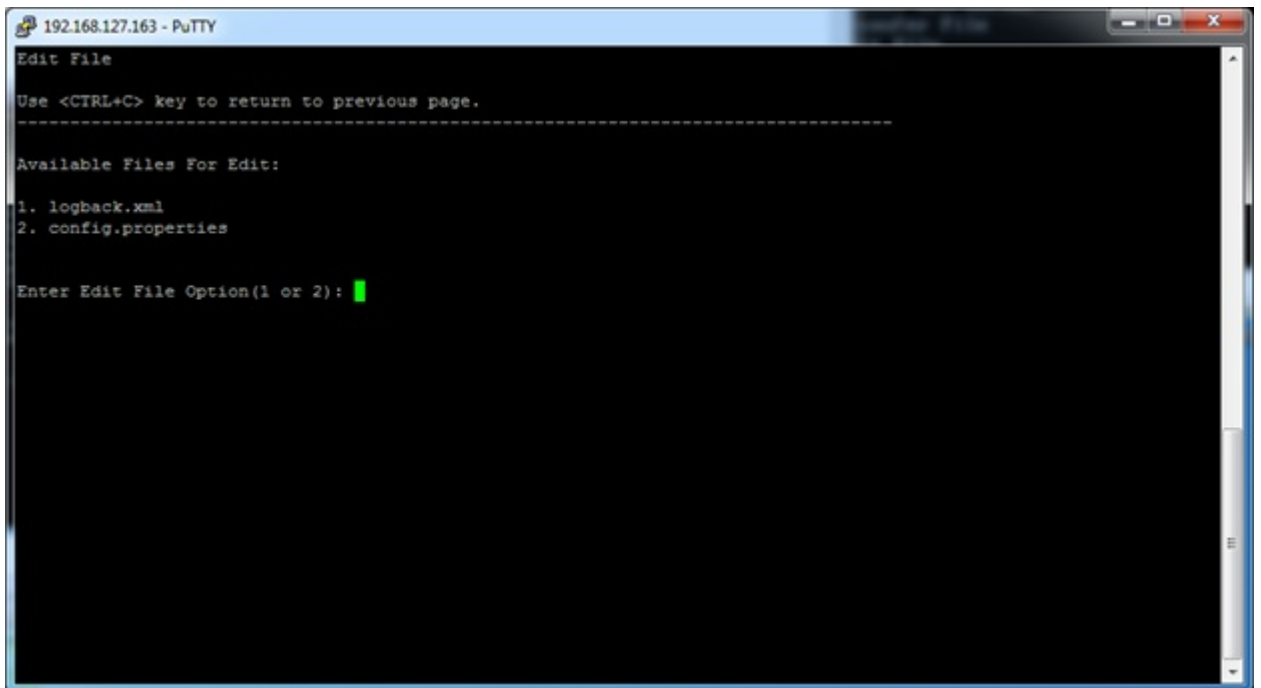 192.168.127.163 - PuTTY
Edit File
Use <CTRL+C> key to return to previous page.
------------------------------------------------------------------------------------
Available Files For Edit:
1. logback.xml
2. config.properties
Enter Edit File Option(1 or 2):